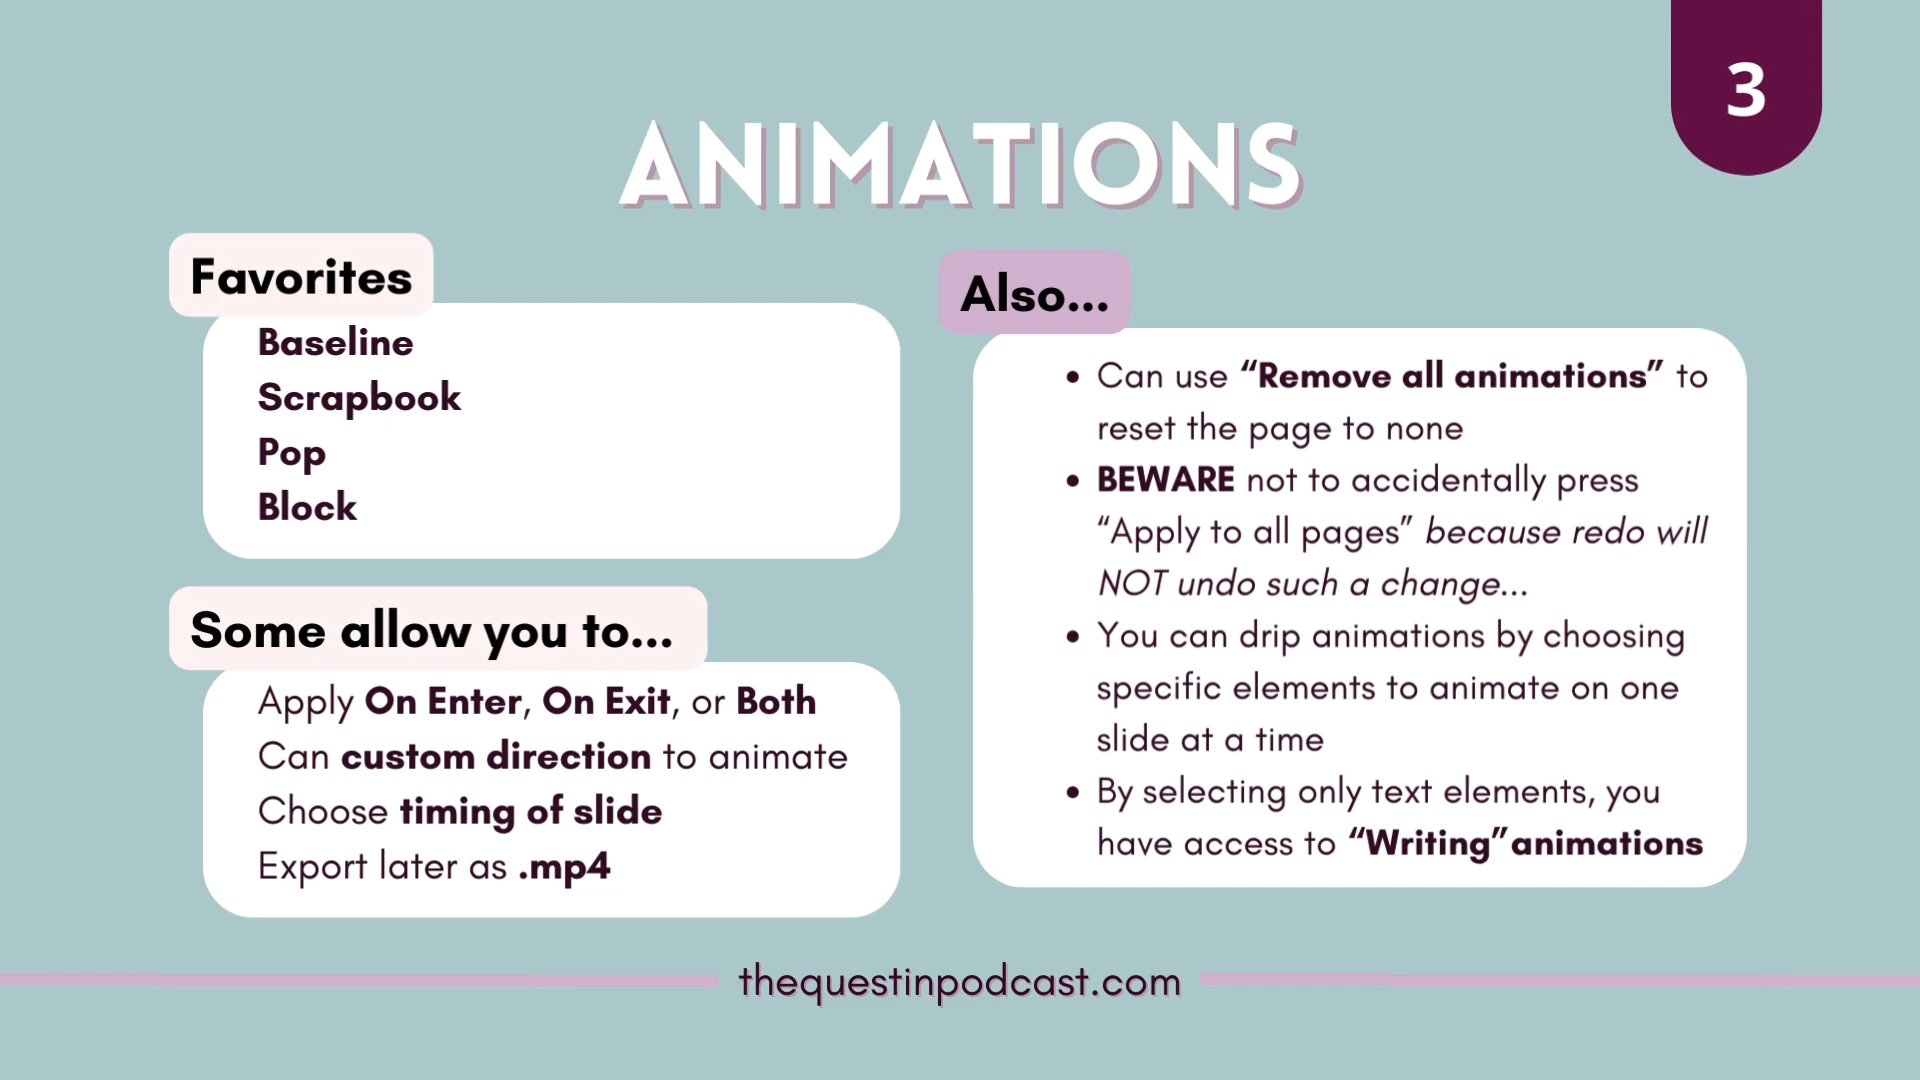 3
ANIMATIONS
Favorites
Baseline
Scrapbook
Pop
Block
Some allow you to...
Apply On Enter, On Exit, or Both
Can custom direction to animate
Choose timing of slide
Export later as .mp4
Also...
• Can use “Remove all animations” to
reset the page to none
• BEWARE not to accidentally press
“Apply to all pages” because redo will
NOT undo such a change...
• You can drip animations by choosing
specific elements to animate on one
slide at a time
• By selecting only text elements, you
have access to “Writing”animations
thequestinpodcast.com